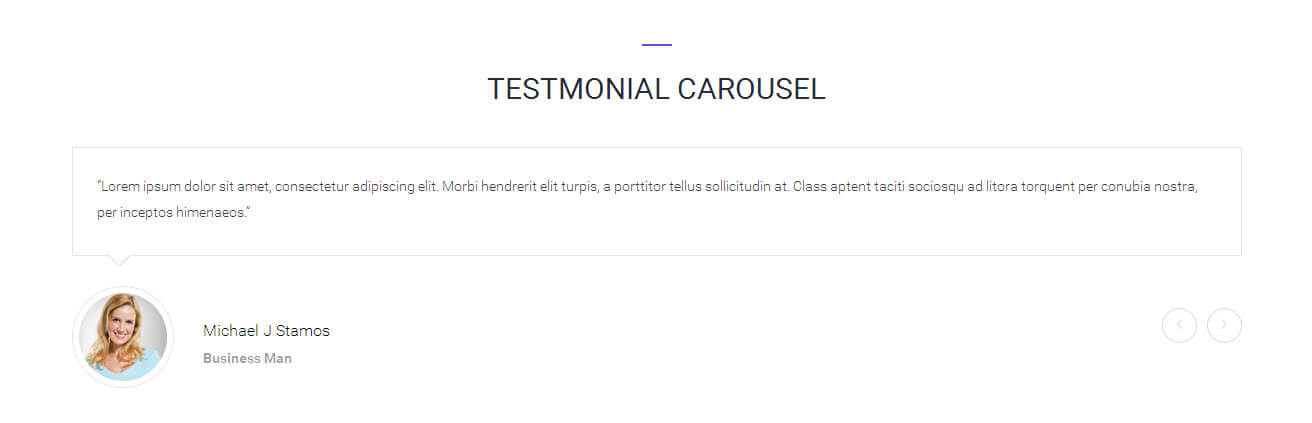 TESTMONIAL CAROUSEL
“Lorem ipsum dolor sit amet, consectetur adipiscing elit. Morbi hendrerit elit turpis, a porttitor tellus sollicitudin at. Class aptent taciti sociosqu ad litora torquent per conubia nostra,
per inceptos himenaeos.”
Michael J Stamos
Business Man